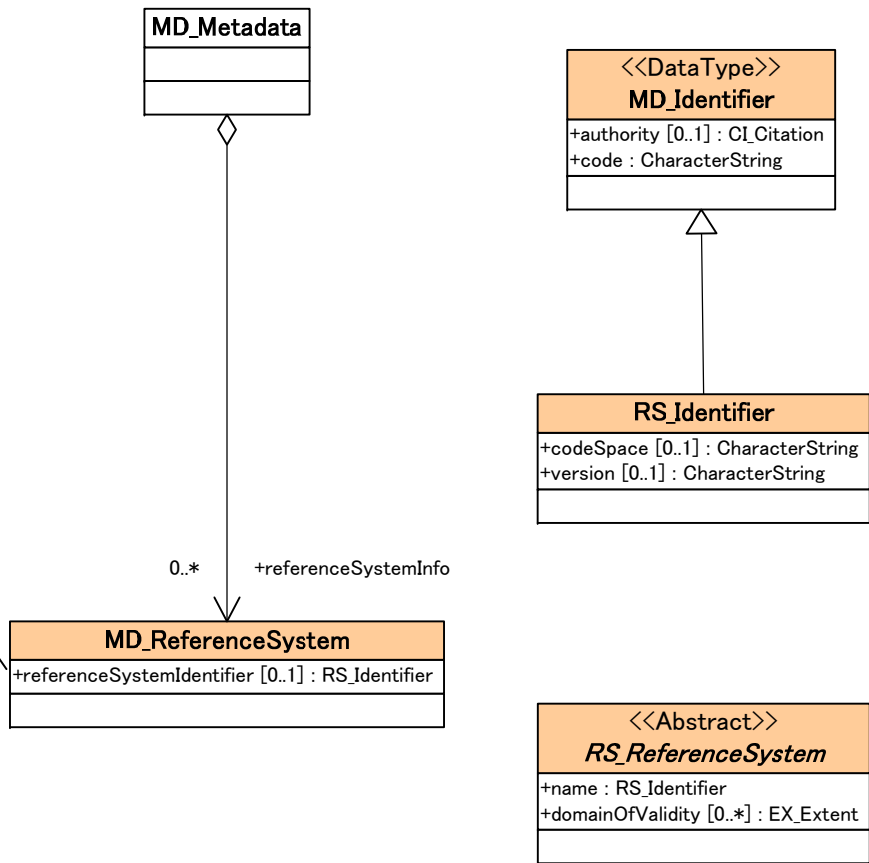 MD_Metadata
<<DataType>>
MD_Identifier
+authority [0..1] : CI_Citation
+code : CharacterString
RS_Identifier
+codeSpace [0..1] : CharacterString
+version [0..1] : CharacterString
0..* +referenceSystemInfo
MD_ReferenceSystem
+referenceSystemIdentifier [0..1] : RS_Identifier
<<Abstract>>
RS_ReferenceSystem
+name : RS_Identifier
+domainOfValidity [0..*] : EX_Extent